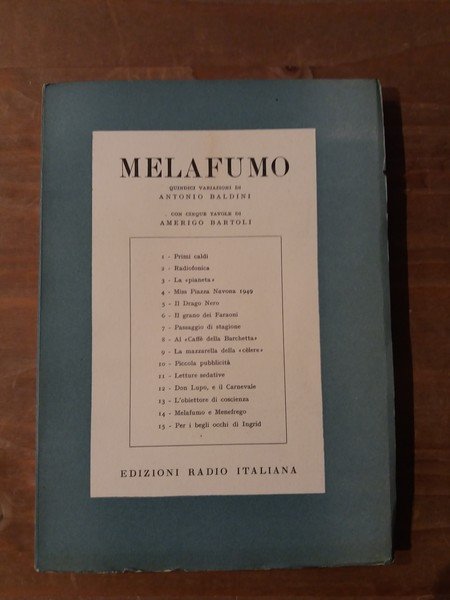 MELAFUMO
QUINDICI VARIAZIONI DI
ANTONIO BALDINI
CON CINQUE TAVOLE DI
AMERIGO BARTOLI
1 - Primi caldi
2 - Radiofonica
3 - La «pianeta»
4 - Miss Piazza Navona 1949
5 - Il Drago Nero
6 - Il grano dei Faraoni
7 - Passaggio di stagione
8 - Al «Caffè della Barchetta»
9 - La mazzarella della «célere»
10 - Piccola pubblicità
11 - Letture sedative
12 - Don Lupo, e il Carnevale
13 - L'obiettore di coscienza
14 - Melafumo e Menefrego
15 - Per i begli occhi di Ingrid
EDIZIONI RADIO ITALIANA